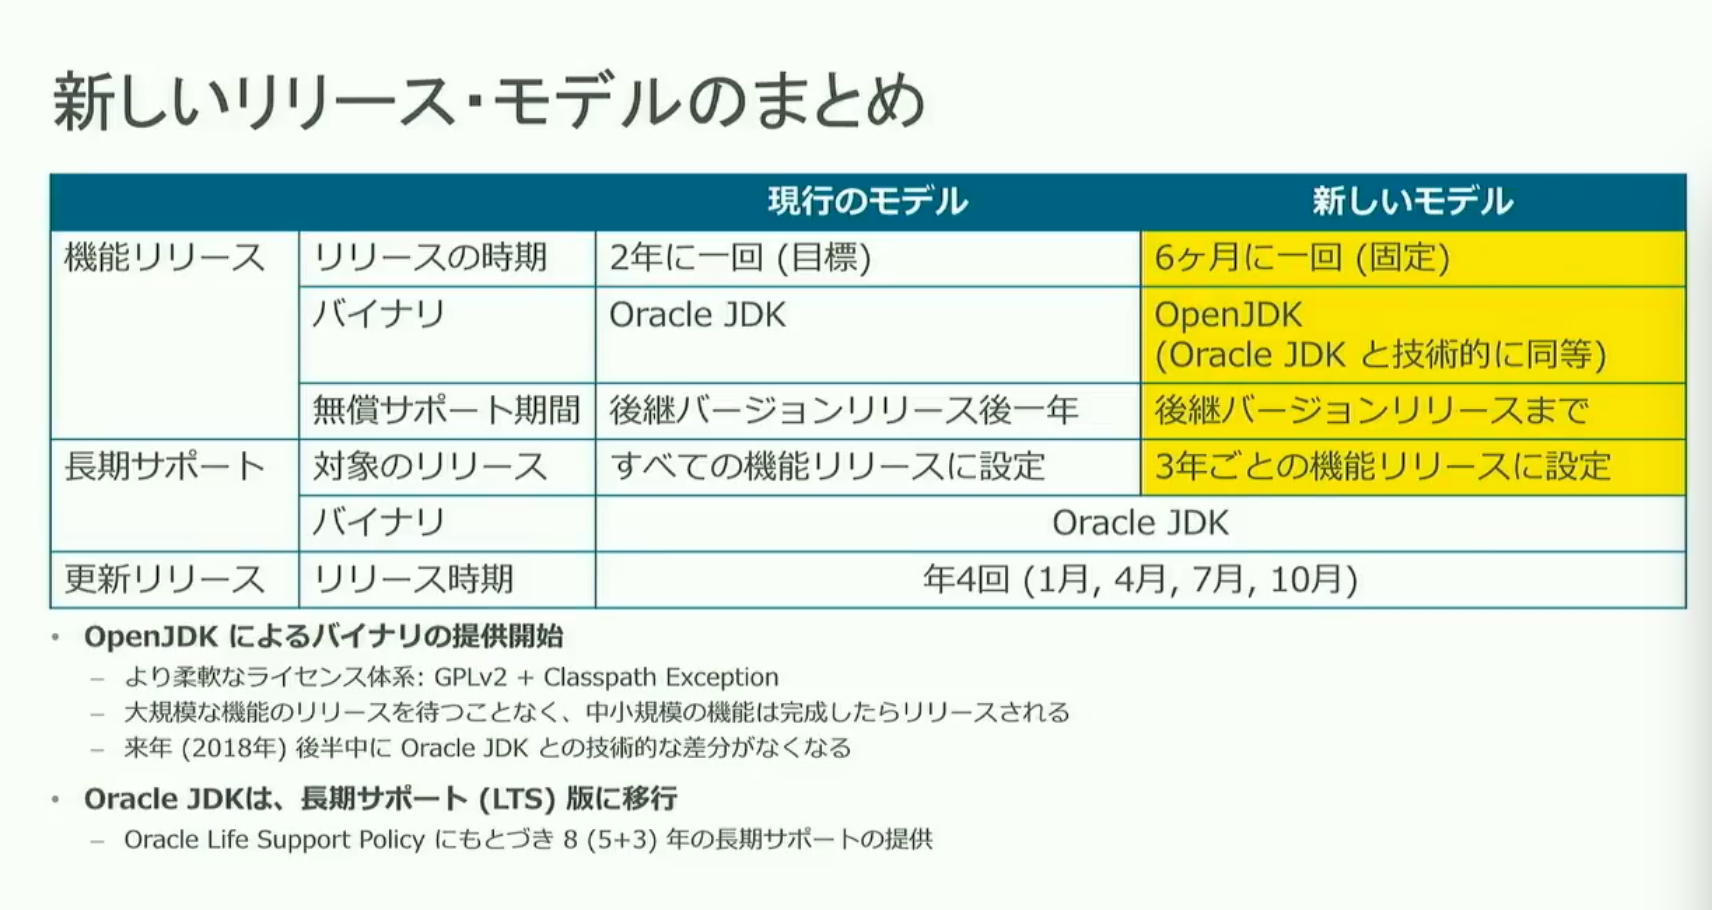 新しいリリース・モデルのまとめ
現行のモデル 新しいモデル
機能リリース リリースの時期 2年に一回 (目標) 6ヶ月に一回 (固定)
バイナリ Oracle JDK OpenJDK
(Oracle JDK と技術的に同等)
無償サポート期間 後継バージョンリリース後一年 後継バージョンリリースまで
長期サポート 対象のリリース すべての機能リリースに設定 3年ごとの機能リリースに設定
バイナリ Oracle JDK
更新リリース リリース時期 年4回 (1月, 4月, 7月, 10月)
• OpenJDK によるバイナリの提供開始
– より柔軟なライセンス体系: GPLv2 + Classpath Exception
– 大規模な機能のリリースを待つことなく、中小規模の機能は完成したらリリースされる
– 来年 (2018年) 後半中に Oracle JDK との技術的な差分がなくなる
• Oracle JDKは、長期サポート (LTS) 版に移行
– Oracle Life Support Policy にもとづき 8 (5+3) 年の長期サポートの提供